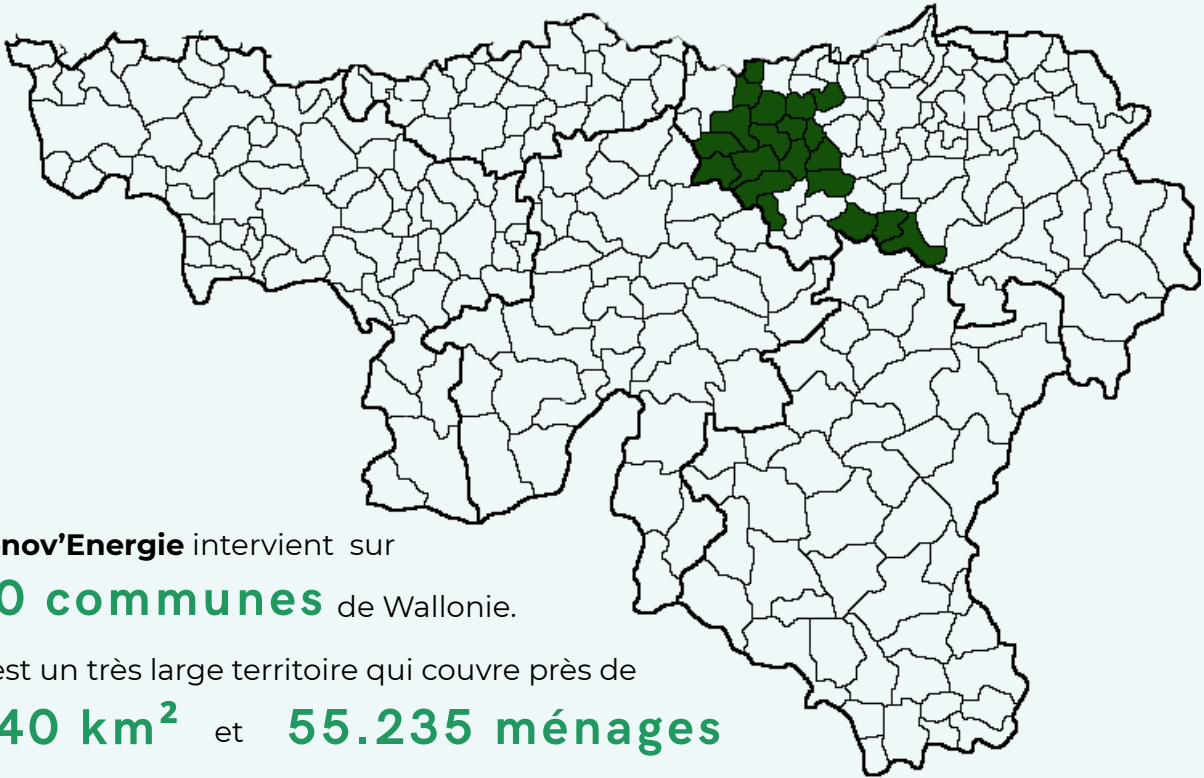 nov’Energie intervient sur
0 communes de Wallonie.
est un très large territoire qui couvre près de
40 km² et 55.235 ménages